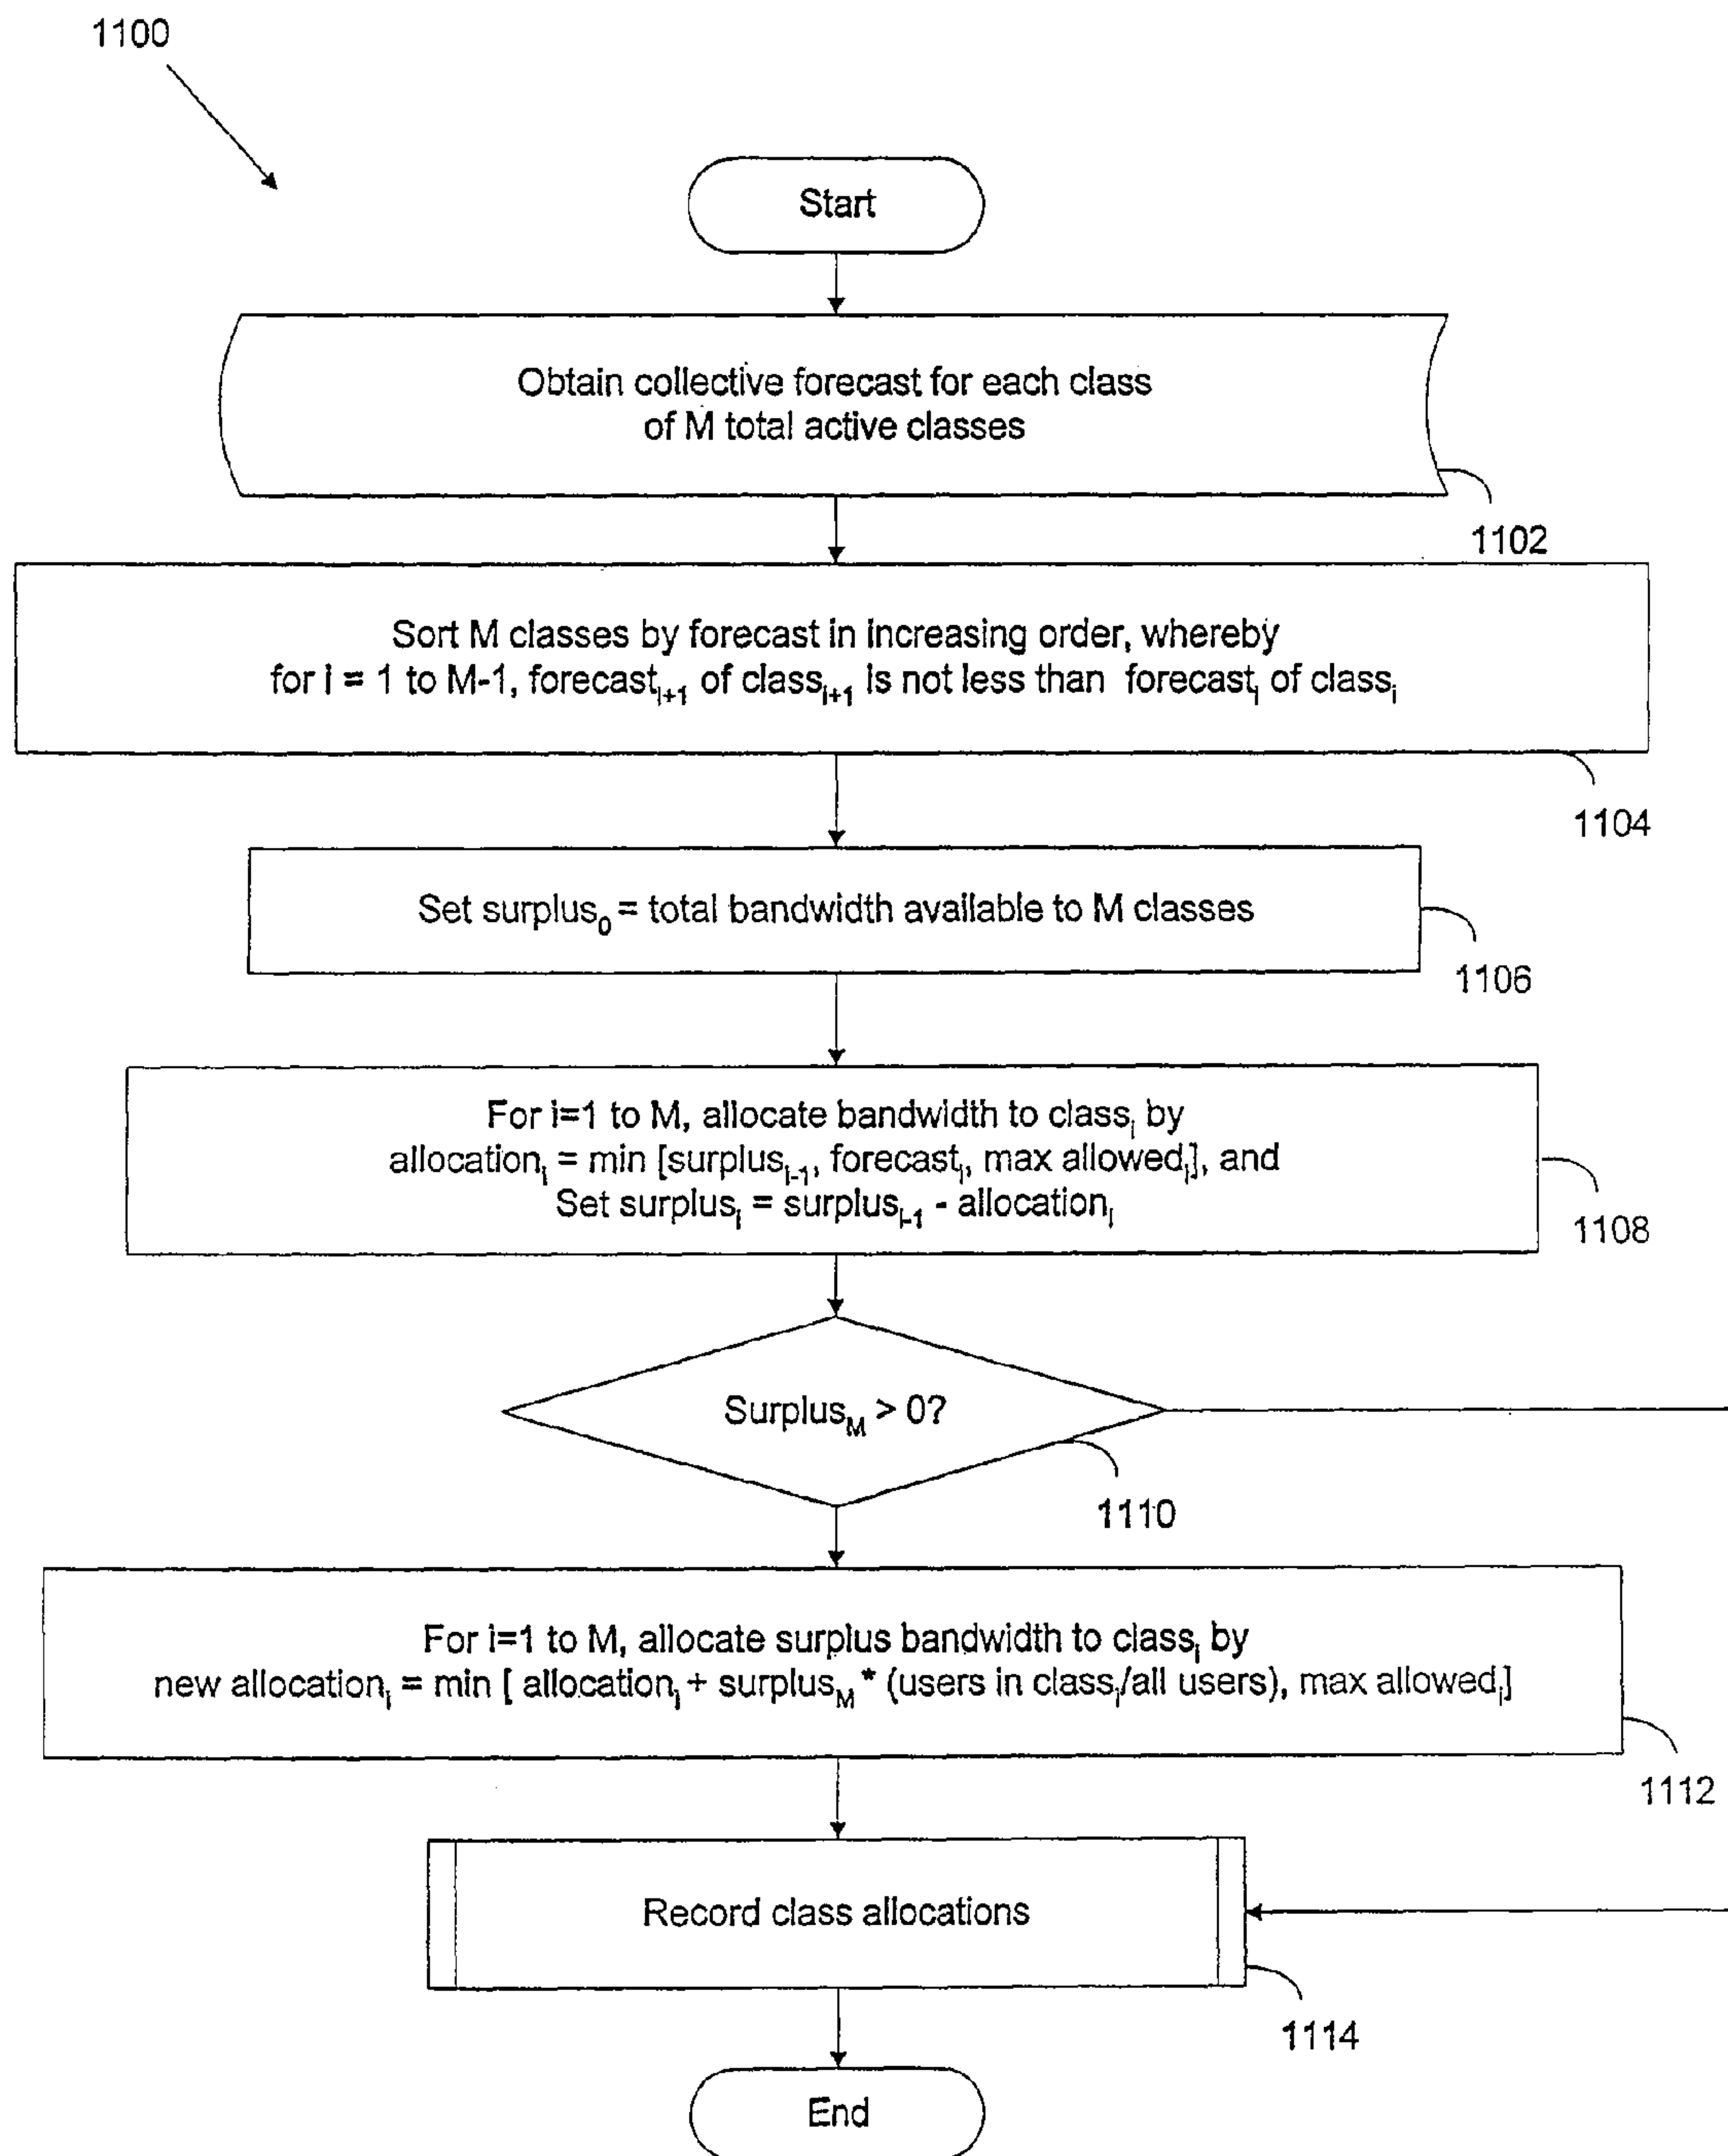 1100
Start
Obtain collective forecast for each class
of M total active classes
1102
Sort M classes by forecast in increasing order, whereby
for i = 1 to M-1, forecast_{i+1} of class_{i+1} is not less than forecast_i of class_i
1104
Set surplus_0 = total bandwidth available to M classes
1106
For i=1 to M, allocate bandwidth to class_i by
allocation_i = min [surplus_{i-1}, forecast_i, max allowed_i], and
Set surplus_i = surplus_{i-1} - allocation_i
1108
Surplus_M > 0?
1110
For i=1 to M, allocate surplus bandwidth to class_i by
new allocation_i = min [ allocation_i + surplus_M * (users in class_i/all users), max allowed_i]
1112
Record class allocations
1114
End